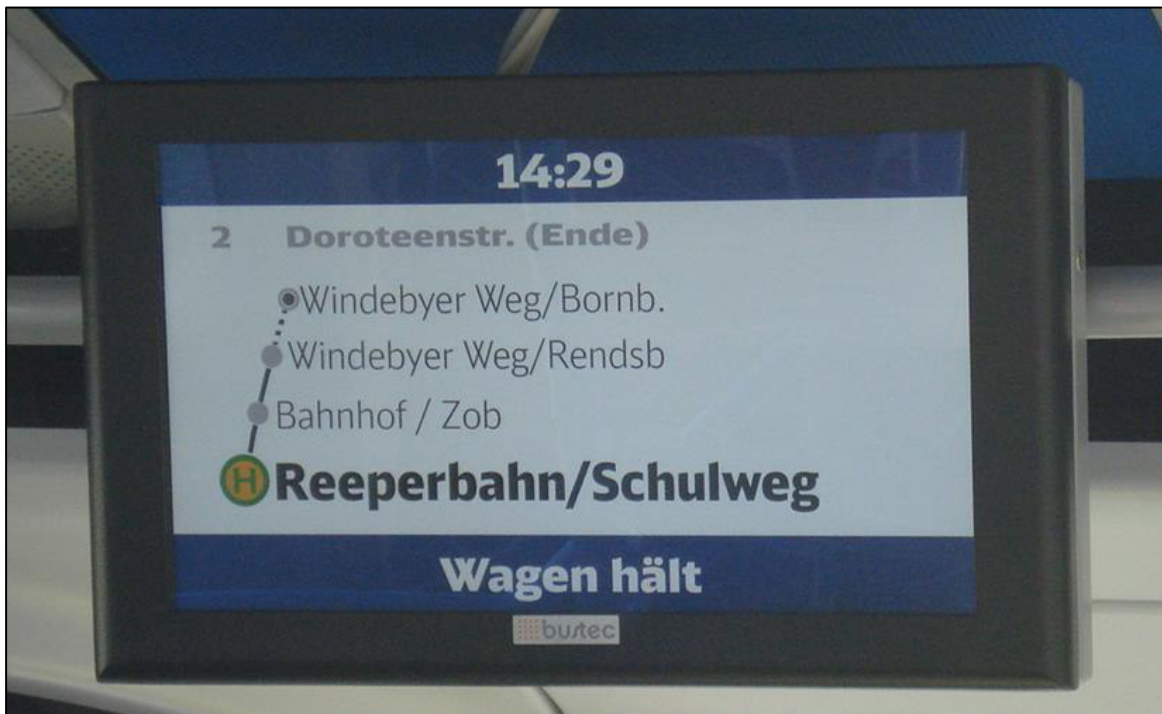 14:29
2 Doroteenstr. (Ende)
Windebyer Weg/Bornb.
Windebyer Weg/Rendsb
Bahnhof / Zob
H Reeperbahn/Schulweg
Wagen hält
bustec